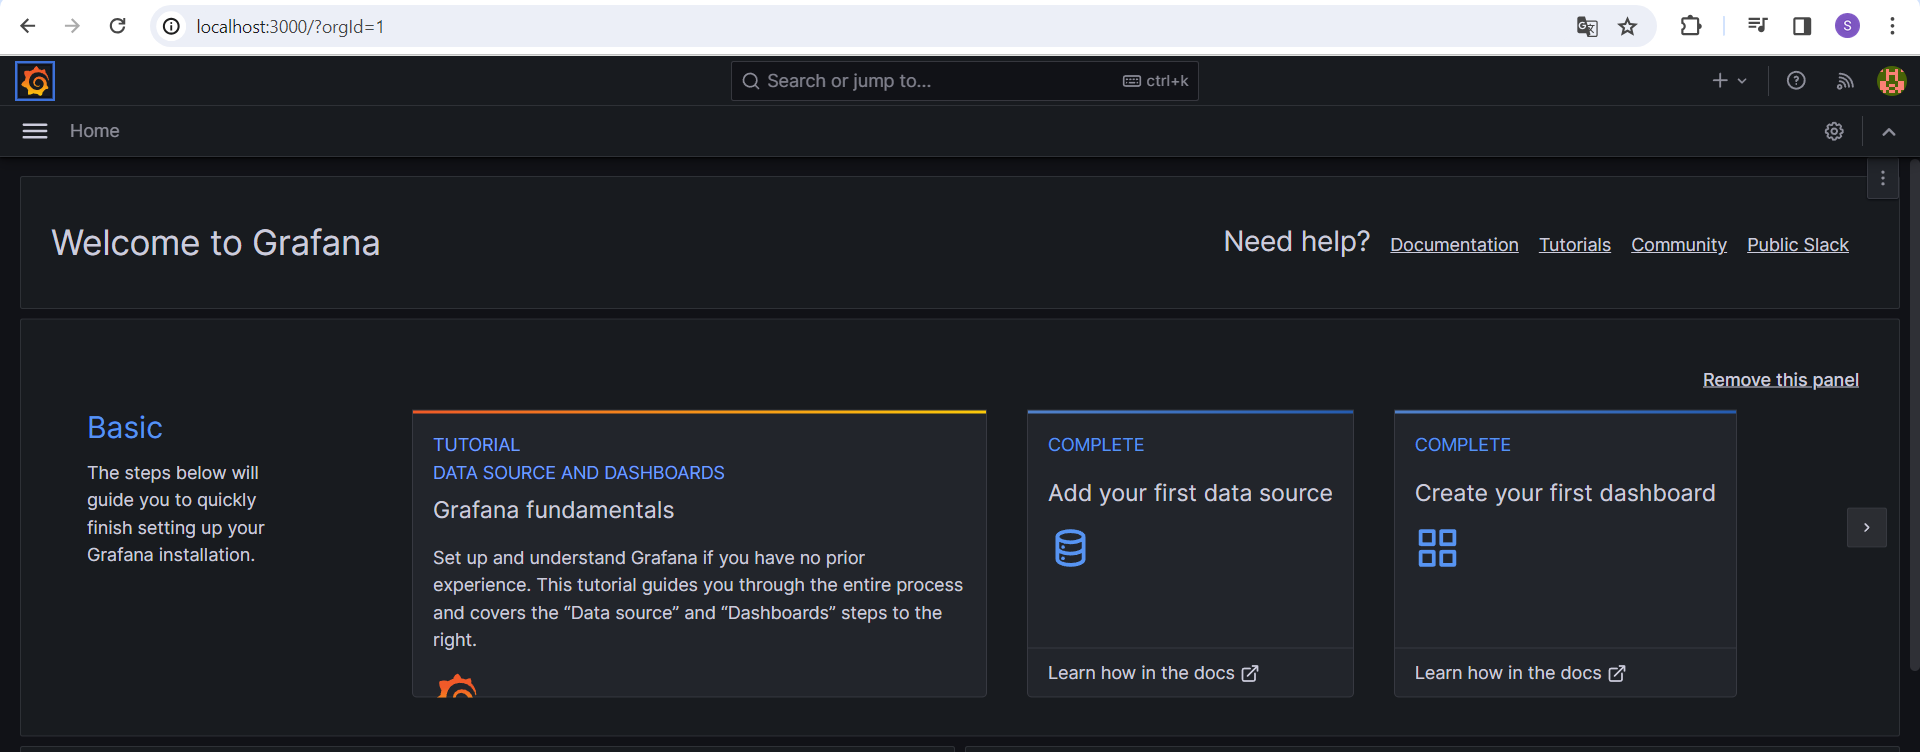 localhost:3000/?orgId=1
S
Search or jump to...
ctrl+k
Home
Welcome to Grafana
Need help?
Documentation
Tutorials
Community
Public Slack
Remove this panel
Basic
The steps below will
guide you to quickly
finish setting up your
Grafana installation.
TUTORIAL
DATA SOURCE AND DASHBOARDS
Grafana fundamentals
Set up and understand Grafana if you have no prior
experience. This tutorial guides you through the entire process
and covers the “Data source” and “Dashboards” steps to the
right.
COMPLETE
Add your first data source
Learn how in the docs
COMPLETE
Create your first dashboard
Learn how in the docs